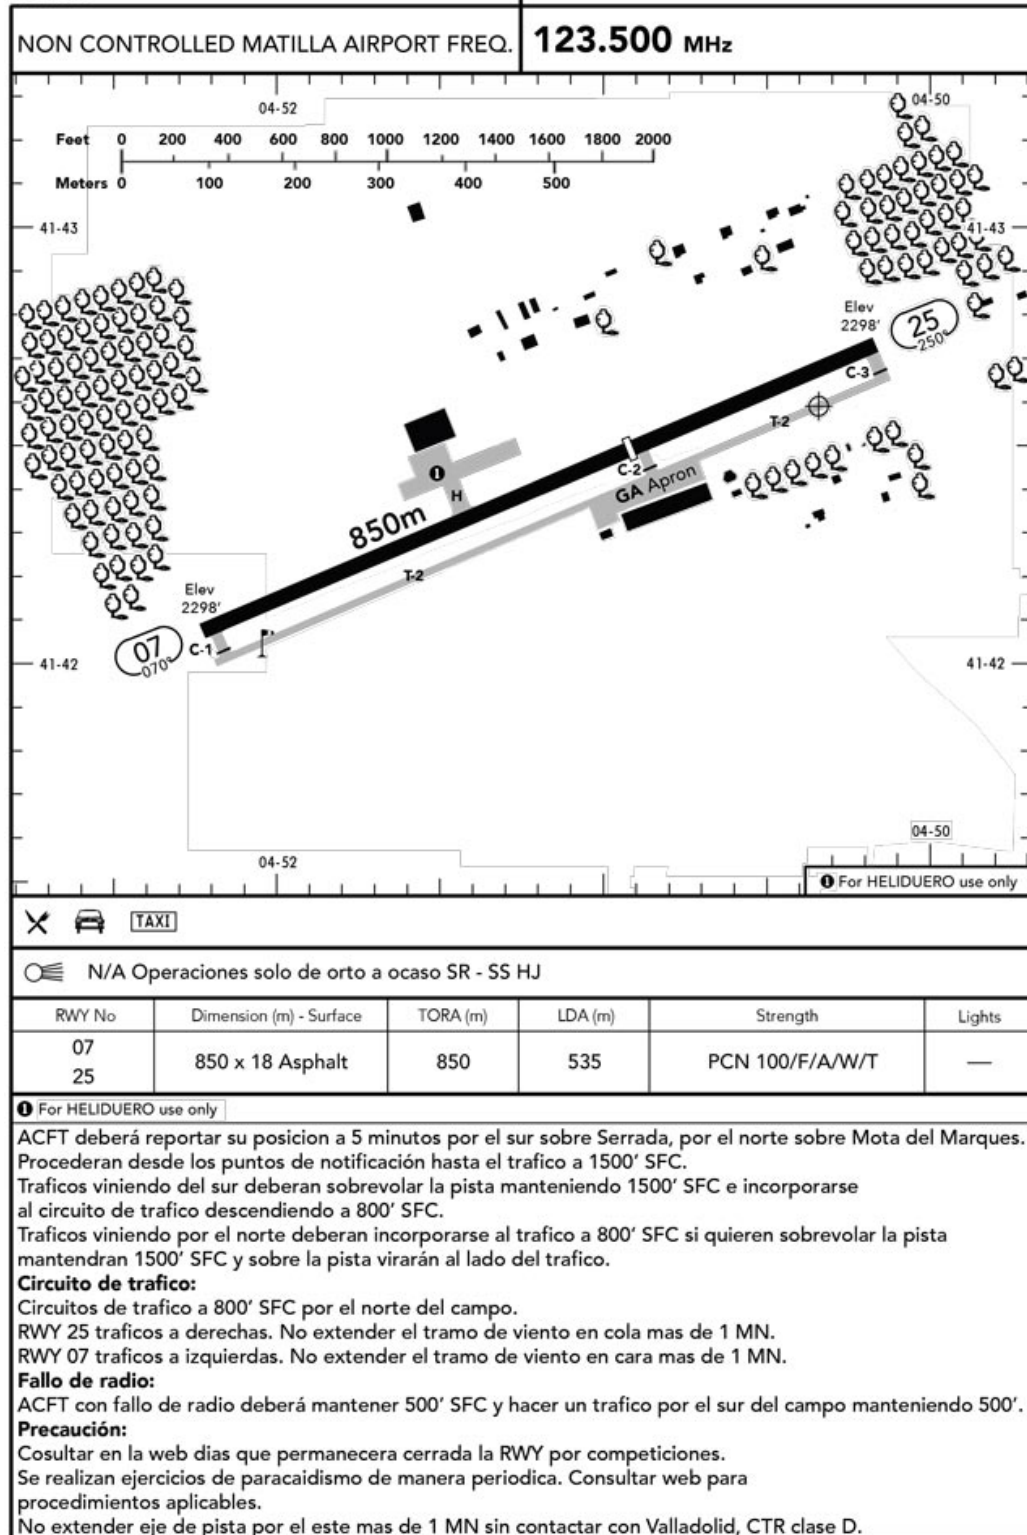 NON CONTROLLED MATILLA AIRPORT FREQ. 123.500 MHz
04-52 04-50
Feet 0 200 400 600 800 1000 1200 1400 1600 1800 2000
Meters 0 100 200 300 400 500
41-43 41-43
Elev
2298'
25
250°
C-3
T-2
C-2
GA Apron
H
850m
T-2
Elev
2298'
07
070°
C-1
41-42 41-42
04-50
04-52
1 For HELIDUERO use only
TAXI
N/A Operaciones solo de orto a ocaso SR - SS HJ
RWY No Dimension (m) - Surface TORA (m) LDA (m) Strength Lights
07
25 850 x 18 Asphalt 850 535 PCN 100/F/A/W/T —
1 For HELIDUERO use only
ACFT deberá reportar su posicion a 5 minutos por el sur sobre Serrada, por el norte sobre Mota del Marques.
Procederan desde los puntos de notificación hasta el trafico a 1500' SFC.
Traficos viniendo del sur deberan sobrevolar la pista manteniendo 1500' SFC e incorporarse
al circuito de trafico descendiendo a 800' SFC.
Traficos viniendo por el norte deberan incorporarse al trafico a 800' SFC si quieren sobrevolar la pista
mantendran 1500' SFC y sobre la pista virarán al lado del trafico.
Circuito de trafico:
Circuitos de trafico a 800' SFC por el norte del campo.
RWY 25 traficos a derechas. No extender el tramo de viento en cola mas de 1 MN.
RWY 07 traficos a izquierdas. No extender el tramo de viento en cara mas de 1 MN.
Fallo de radio:
ACFT con fallo de radio deberá mantener 500' SFC y hacer un trafico por el sur del campo manteniendo 500'.
Precaución:
Cosultar en la web dias que permanecera cerrada la RWY por competiciones.
Se realizan ejercicios de paracaidismo de manera periodica. Consultar web para
procedimientos aplicables.
No extender eje de pista por el este mas de 1 MN sin contactar con Valladolid, CTR clase D.